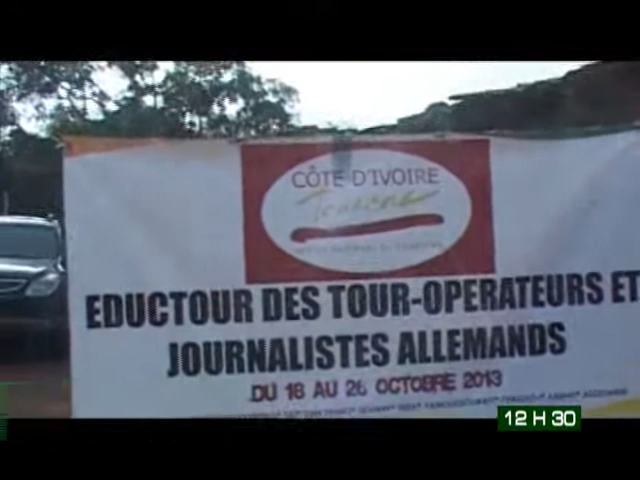 CÔTE D'IVOIRE
Tourisme
EDUCTOUR DES TOUR-OPERATEURS ET
JOURNALISTES ALLEMANDS
DU 18 AU 26 OCTOBRE 2013
12 H 30